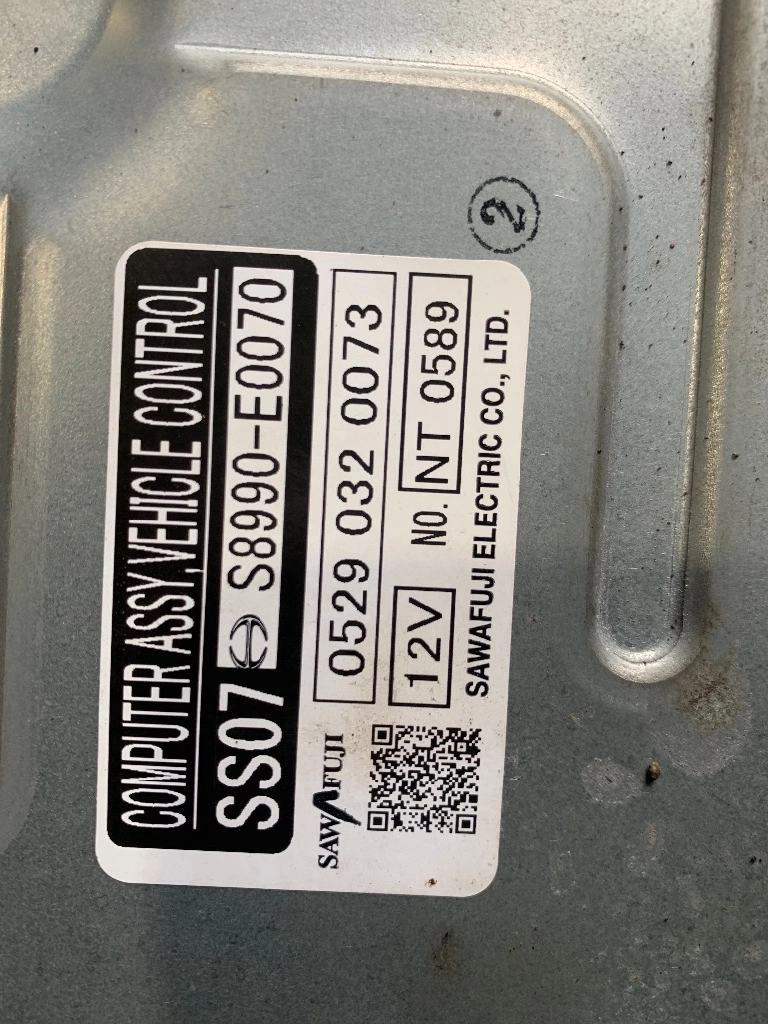 COMPUTER ASSY,VEHICLE CONTROL
SS07 S8990-E0070
0529 032 0073
12V NO. NT 0589
SAWAFUJI
SAWAFUJI ELECTRIC CO., LTD.
2